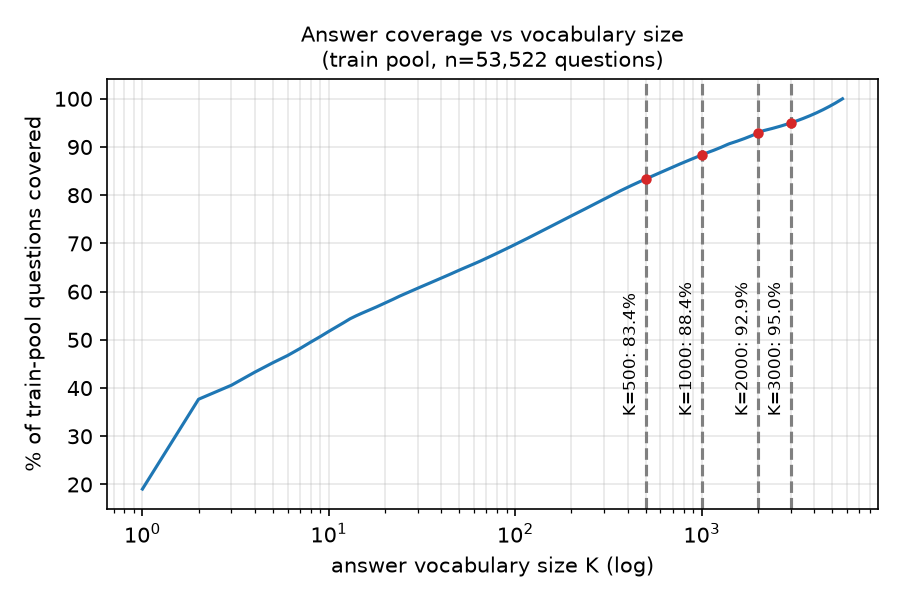 Answer coverage vs vocabulary size
(train pool, n=53,522 questions)
% of train-pool questions covered
100
90
80
70
60
50
40
30
20
K=500: 83.4%
K=1000: 88.4%
K=2000: 92.9%
K=3000: 95.0%
10⁰
10¹
10²
10³
answer vocabulary size K (log)